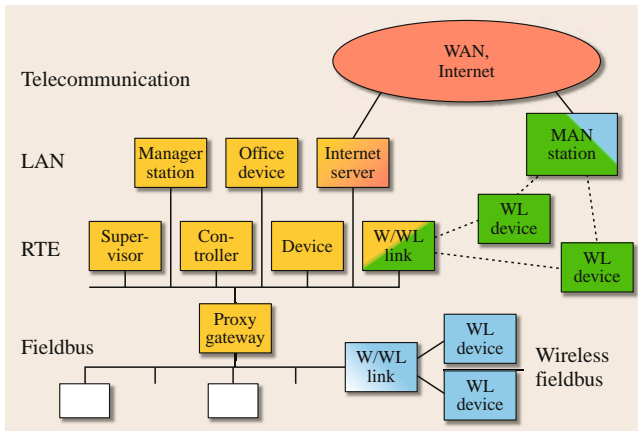 WAN,
Internet
Telecommunication
MAN
station
LAN
Manager
station
Office
device
Internet
server
WL
device
RTE
Super-
visor
Con-
troller
Device
W/WL
link
WL
device
Proxy
gateway
Fieldbus
W/WL
link
WL
device
WL
device
Wireless
fieldbus